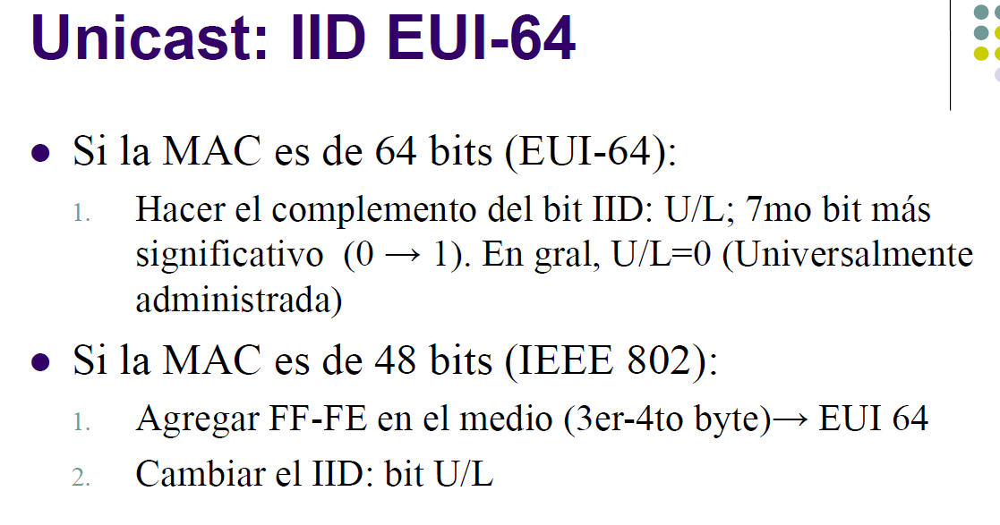 Unicast: IID EUI-64
● Si la MAC es de 64 bits (EUI-64):
1. Hacer el complemento del bit IID: U/L; 7mo bit más
significativo (0 → 1). En gral, U/L=0 (Universalmente
administrada)
● Si la MAC es de 48 bits (IEEE 802):
1. Agregar FF-FE en el medio (3er-4to byte)→ EUI 64
2. Cambiar el IID: bit U/L